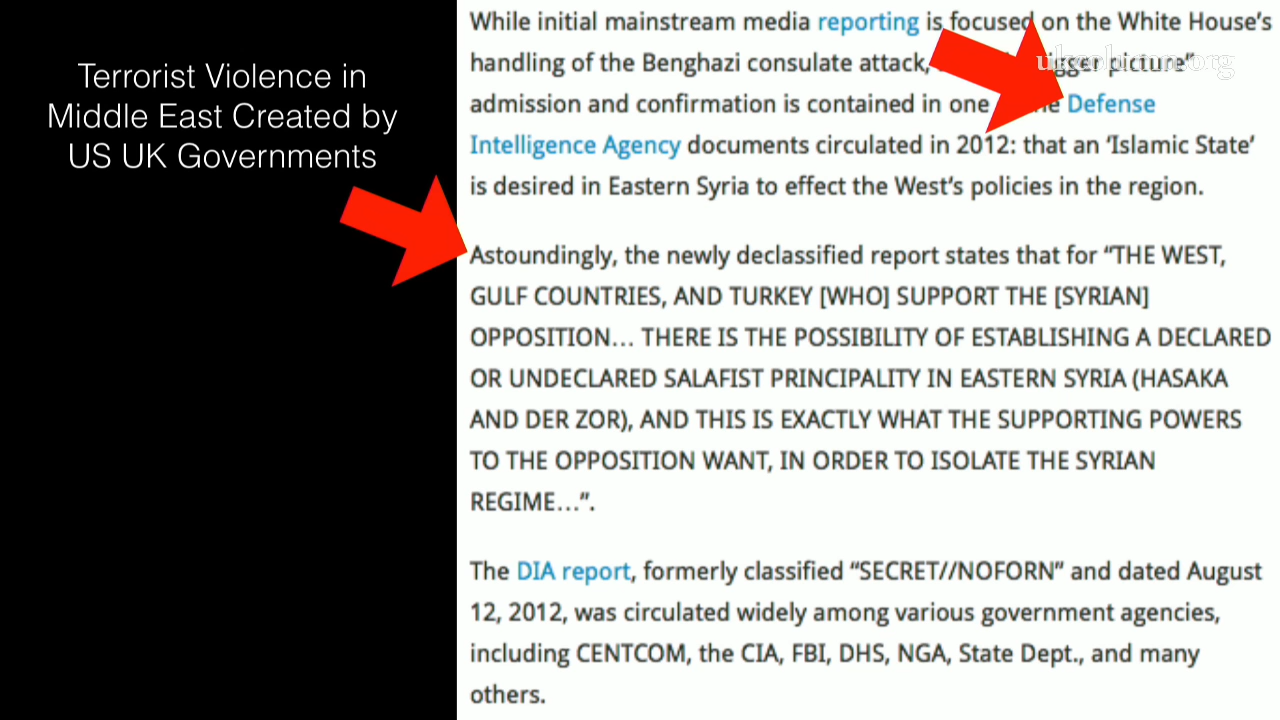 Terrorist Violence in
Middle East Created by
US UK Governments
While initial mainstream media reporting is focused on the White House's
handling of the Benghazi consulate attack, bigger picture"
ukcolumn.org
admission and confirmation is contained in one the Defense
Intelligence Agency documents circulated in 2012: that an ‘Islamic State’
is desired in Eastern Syria to effect the West's policies in the region.
Astoundingly, the newly declassified report states that for “THE WEST,
GULF COUNTRIES, AND TURKEY [WHO] SUPPORT THE [SYRIAN]
OPPOSITION… THERE IS THE POSSIBILITY OF ESTABLISHING A DECLARED
OR UNDECLARED SALAFIST PRINCIPALITY IN EASTERN SYRIA (HASAKA
AND DER ZOR), AND THIS IS EXACTLY WHAT THE SUPPORTING POWERS
TO THE OPPOSITION WANT, IN ORDER TO ISOLATE THE SYRIAN
REGIME…”.
The DIA report, formerly classified “SECRET//NOFORN” and dated August
12, 2012, was circulated widely among various government agencies,
including CENTCOM, the CIA, FBI, DHS, NGA, State Dept., and many
others.